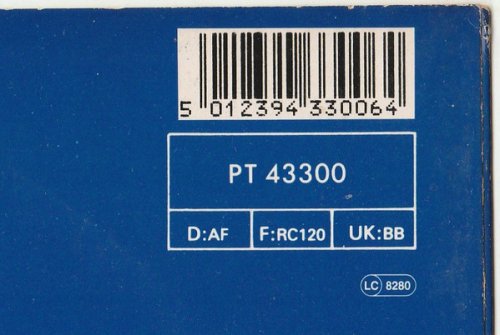 5 012394 330064
PT 43300
D:AF F:RC120 UK:BB
LC 8280